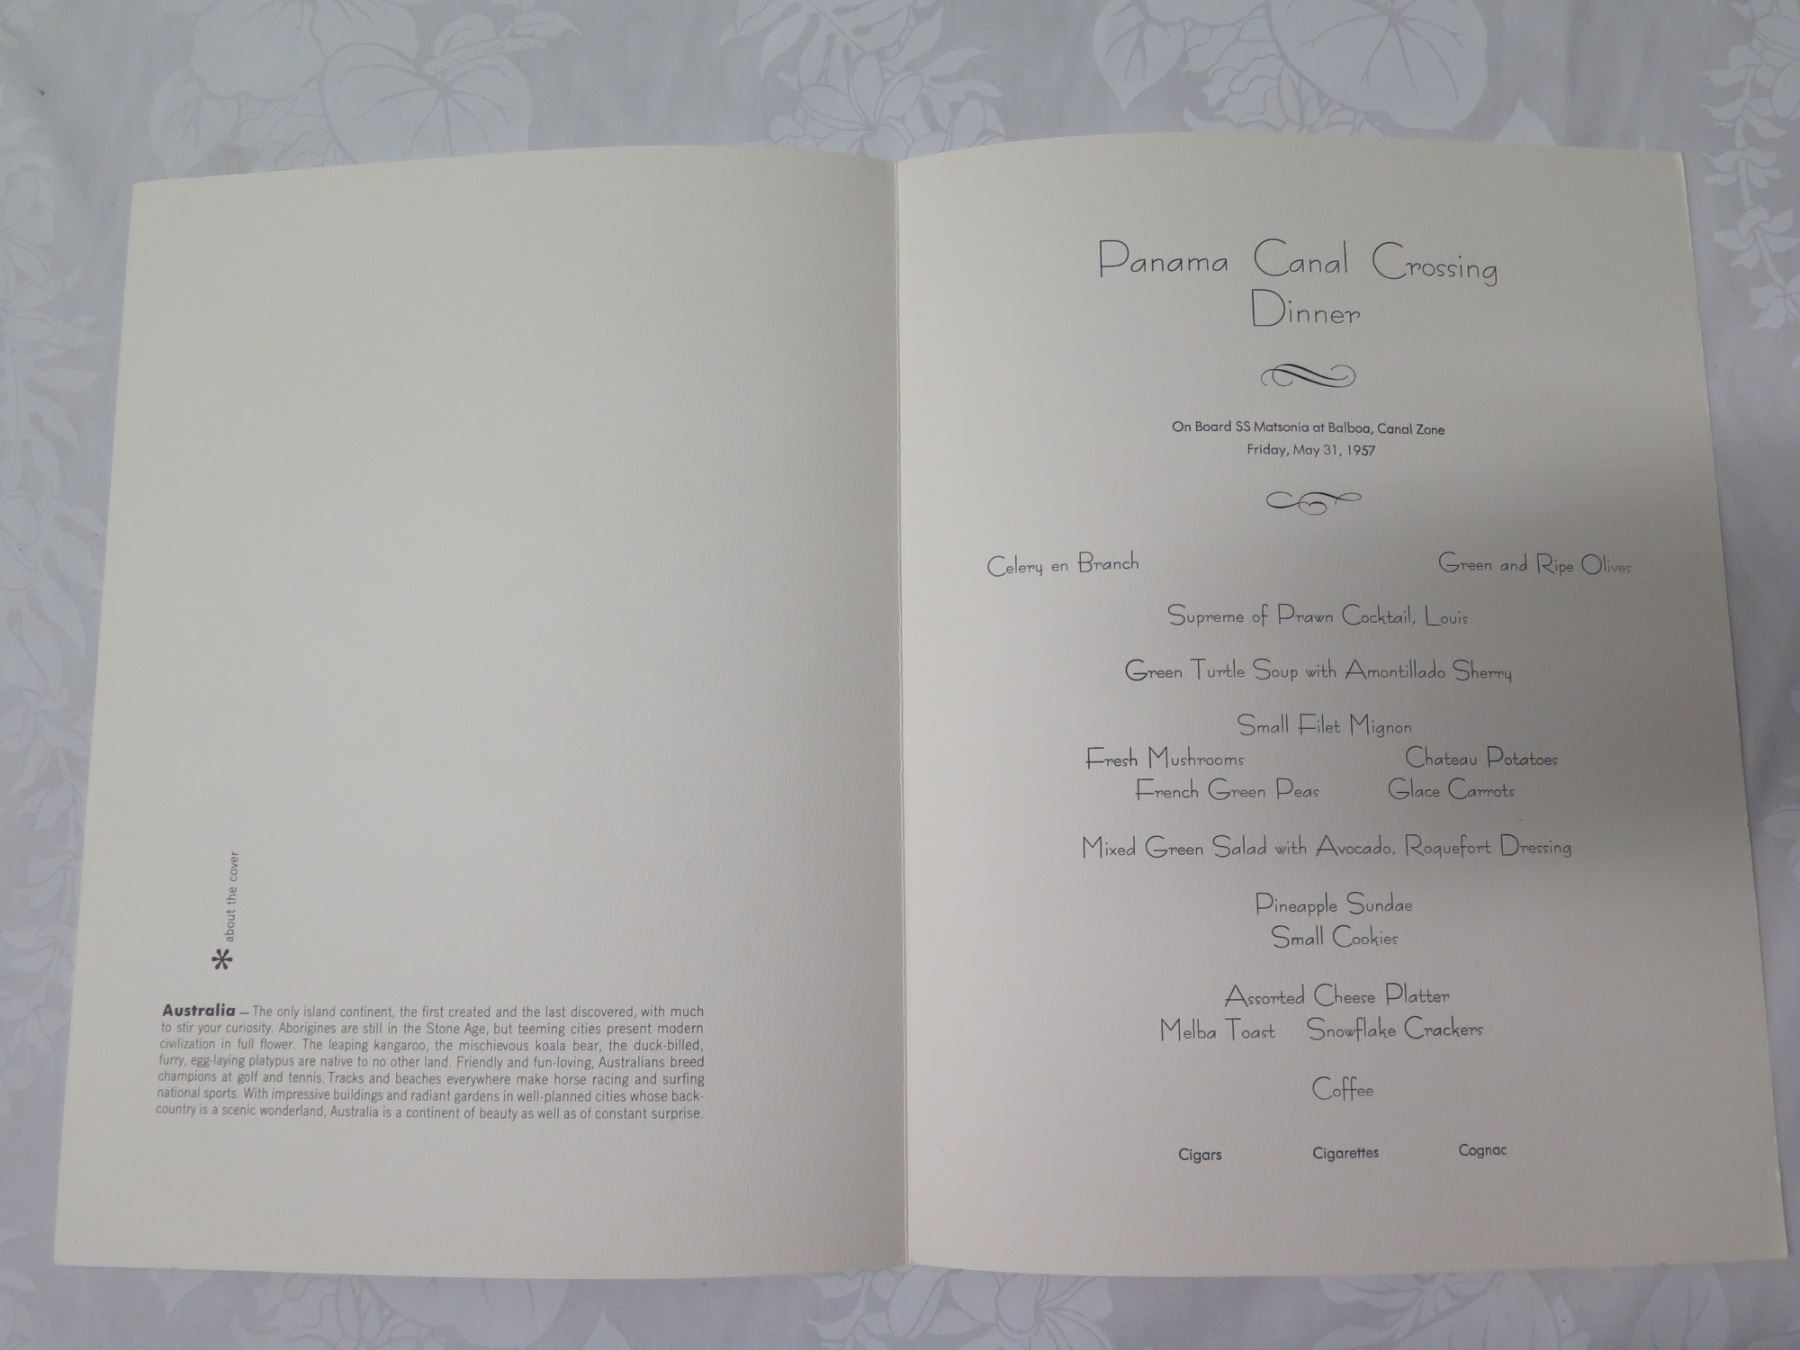 about the cover
*
Australia — The only island continent, the first created and the last discovered, with much
to stir your curiosity. Aborigines are still in the Stone Age, but teeming cities present modern
civilization in full flower. The leaping kangaroo, the mischievous koala bear, the duck-billed,
furry, egg-laying platypus are native to no other land. Friendly and fun-loving, Australians breed
champions at golf and tennis. Tracks and beaches everywhere make horse racing and surfing
national sports. With impressive buildings and radiant gardens in well-planned cities whose back-
country is a scenic wonderland, Australia is a continent of beauty as well as of constant surprise.
Panama Canal Crossing
Dinner
On Board SS Matsonia at Balboa, Canal Zone
Friday, May 31, 1957
Celery en Branch Green and Ripe Olives
Supreme of Prawn Cocktail, Louis
Green Turtle Soup with Amontillado Sherry
Small Filet Mignon
Fresh Mushrooms Chateau Potatoes
French Green Peas Glace Carrots
Mixed Green Salad with Avocado, Roquefort Dressing
Pineapple Sundae
Small Cookies
Assorted Cheese Platter
Melba Toast Snowflake Crackers
Coffee
Cigars Cigarettes Cognac